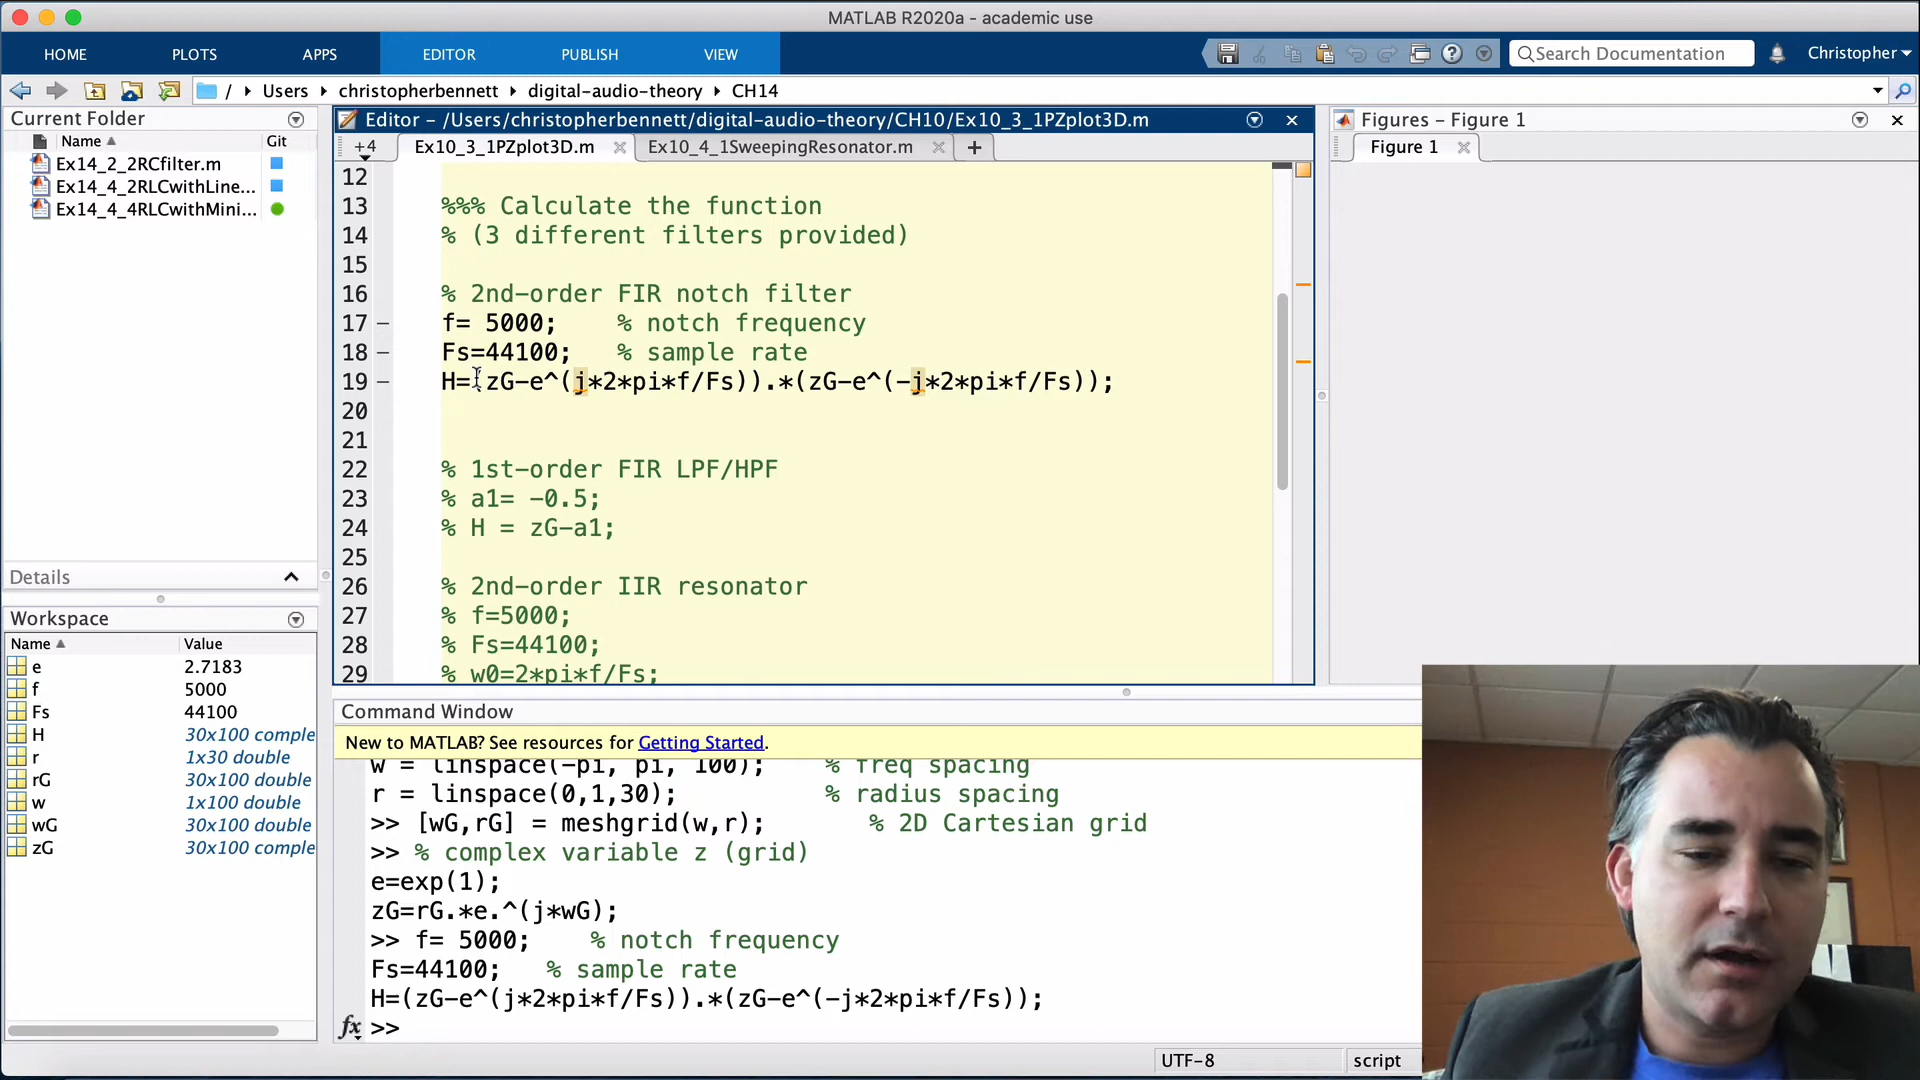 MATLAB R2020a - academic use
HOME PLOTS APPS EDITOR PUBLISH VIEW Search Documentation Christopher
/ Users christopherbennett digital-audio-theory CH14
Current Folder
Name Git
Ex14_2_2RCfilter.m
Ex14_4_2RLCwithLine...
Ex14_4_4RLCwithMini...
Details
Workspace
Name Value
e 2.7183
f 5000
Fs 44100
H 30x100 comple
r 1x30 double
rG 30x100 double
w 1x100 double
wG 30x100 double
zG 30x100 comple
Editor - /Users/christopherbennett/digital-audio-theory/CH10/Ex10_3_1PZplot3D.m
+4 Ex10_3_1PZplot3D.m Ex10_4_1SweepingResonator.m +
12
13 %%% Calculate the function
14 % (3 different filters provided)
15
16 % 2nd-order FIR notch filter
17 – f= 5000; % notch frequency
18 – Fs=44100; % sample rate
19 – H=(zG-e^(j*2*pi*f/Fs)).*(zG-e^(-j*2*pi*f/Fs));
20
21
22 % 1st-order FIR LPF/HPF
23 % a1= -0.5;
24 % H = zG-a1;
25
26 % 2nd-order IIR resonator
27 % f=5000;
28 % Fs=44100;
29 % w0=2*pi*f/Fs;
Figures - Figure 1
Figure 1
Command Window
New to MATLAB? See resources for Getting Started.
w = linspace(-pi, pi, 100); % freq spacing
r = linspace(0,1,30); % radius spacing
>> [wG,rG] = meshgrid(w,r); % 2D Cartesian grid
>> % complex variable z (grid)
e=exp(1);
zG=rG.*e.^(j*wG);
>> f= 5000; % notch frequency
Fs=44100; % sample rate
H=(zG-e^(j*2*pi*f/Fs)).*(zG-e^(-j*2*pi*f/Fs));
fx >>
UTF-8 script